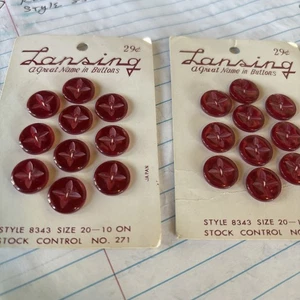 Style
29¢
Lansing
A Great Name in Buttons
JAPAN
STYLE 8343 SIZE 20—10 ON
STOCK CONTROL NO. 271
29¢
Lansing
A Great Name in Buttons
STYLE 8343 SIZE 20—
STOCK CONTROL NO.